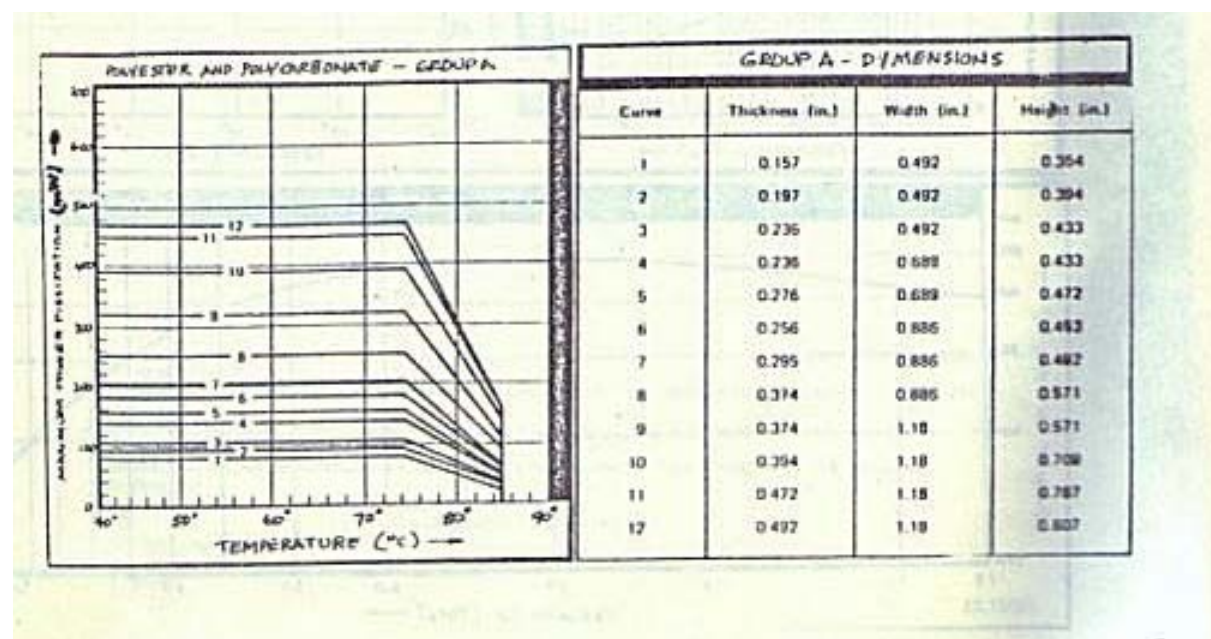 POLYESTER AND POLYCARBONATE - GROUP A
MAXIMUM POWER DISSIPATION (mW)
0
12
11
10
9
8
7
6
5
4
3
2
1
40° 50° 60° 70° 80° 90°
TEMPERATURE (°C)
GROUP A - DIMENSIONS
Curve Thickness (in.) Width (in.) Height (in.)
1 0.157 0.492 0.354
2 0.197 0.492 0.394
3 0.236 0.492 0.433
4 0.236 0.689 0.433
5 0.276 0.689 0.472
6 0.256 0.886 0.453
7 0.295 0.886 0.492
8 0.374 0.886 0.571
9 0.374 1.18 0.571
10 0.394 1.18 0.709
11 0.472 1.18 0.787
12 0.492 1.18 0.807